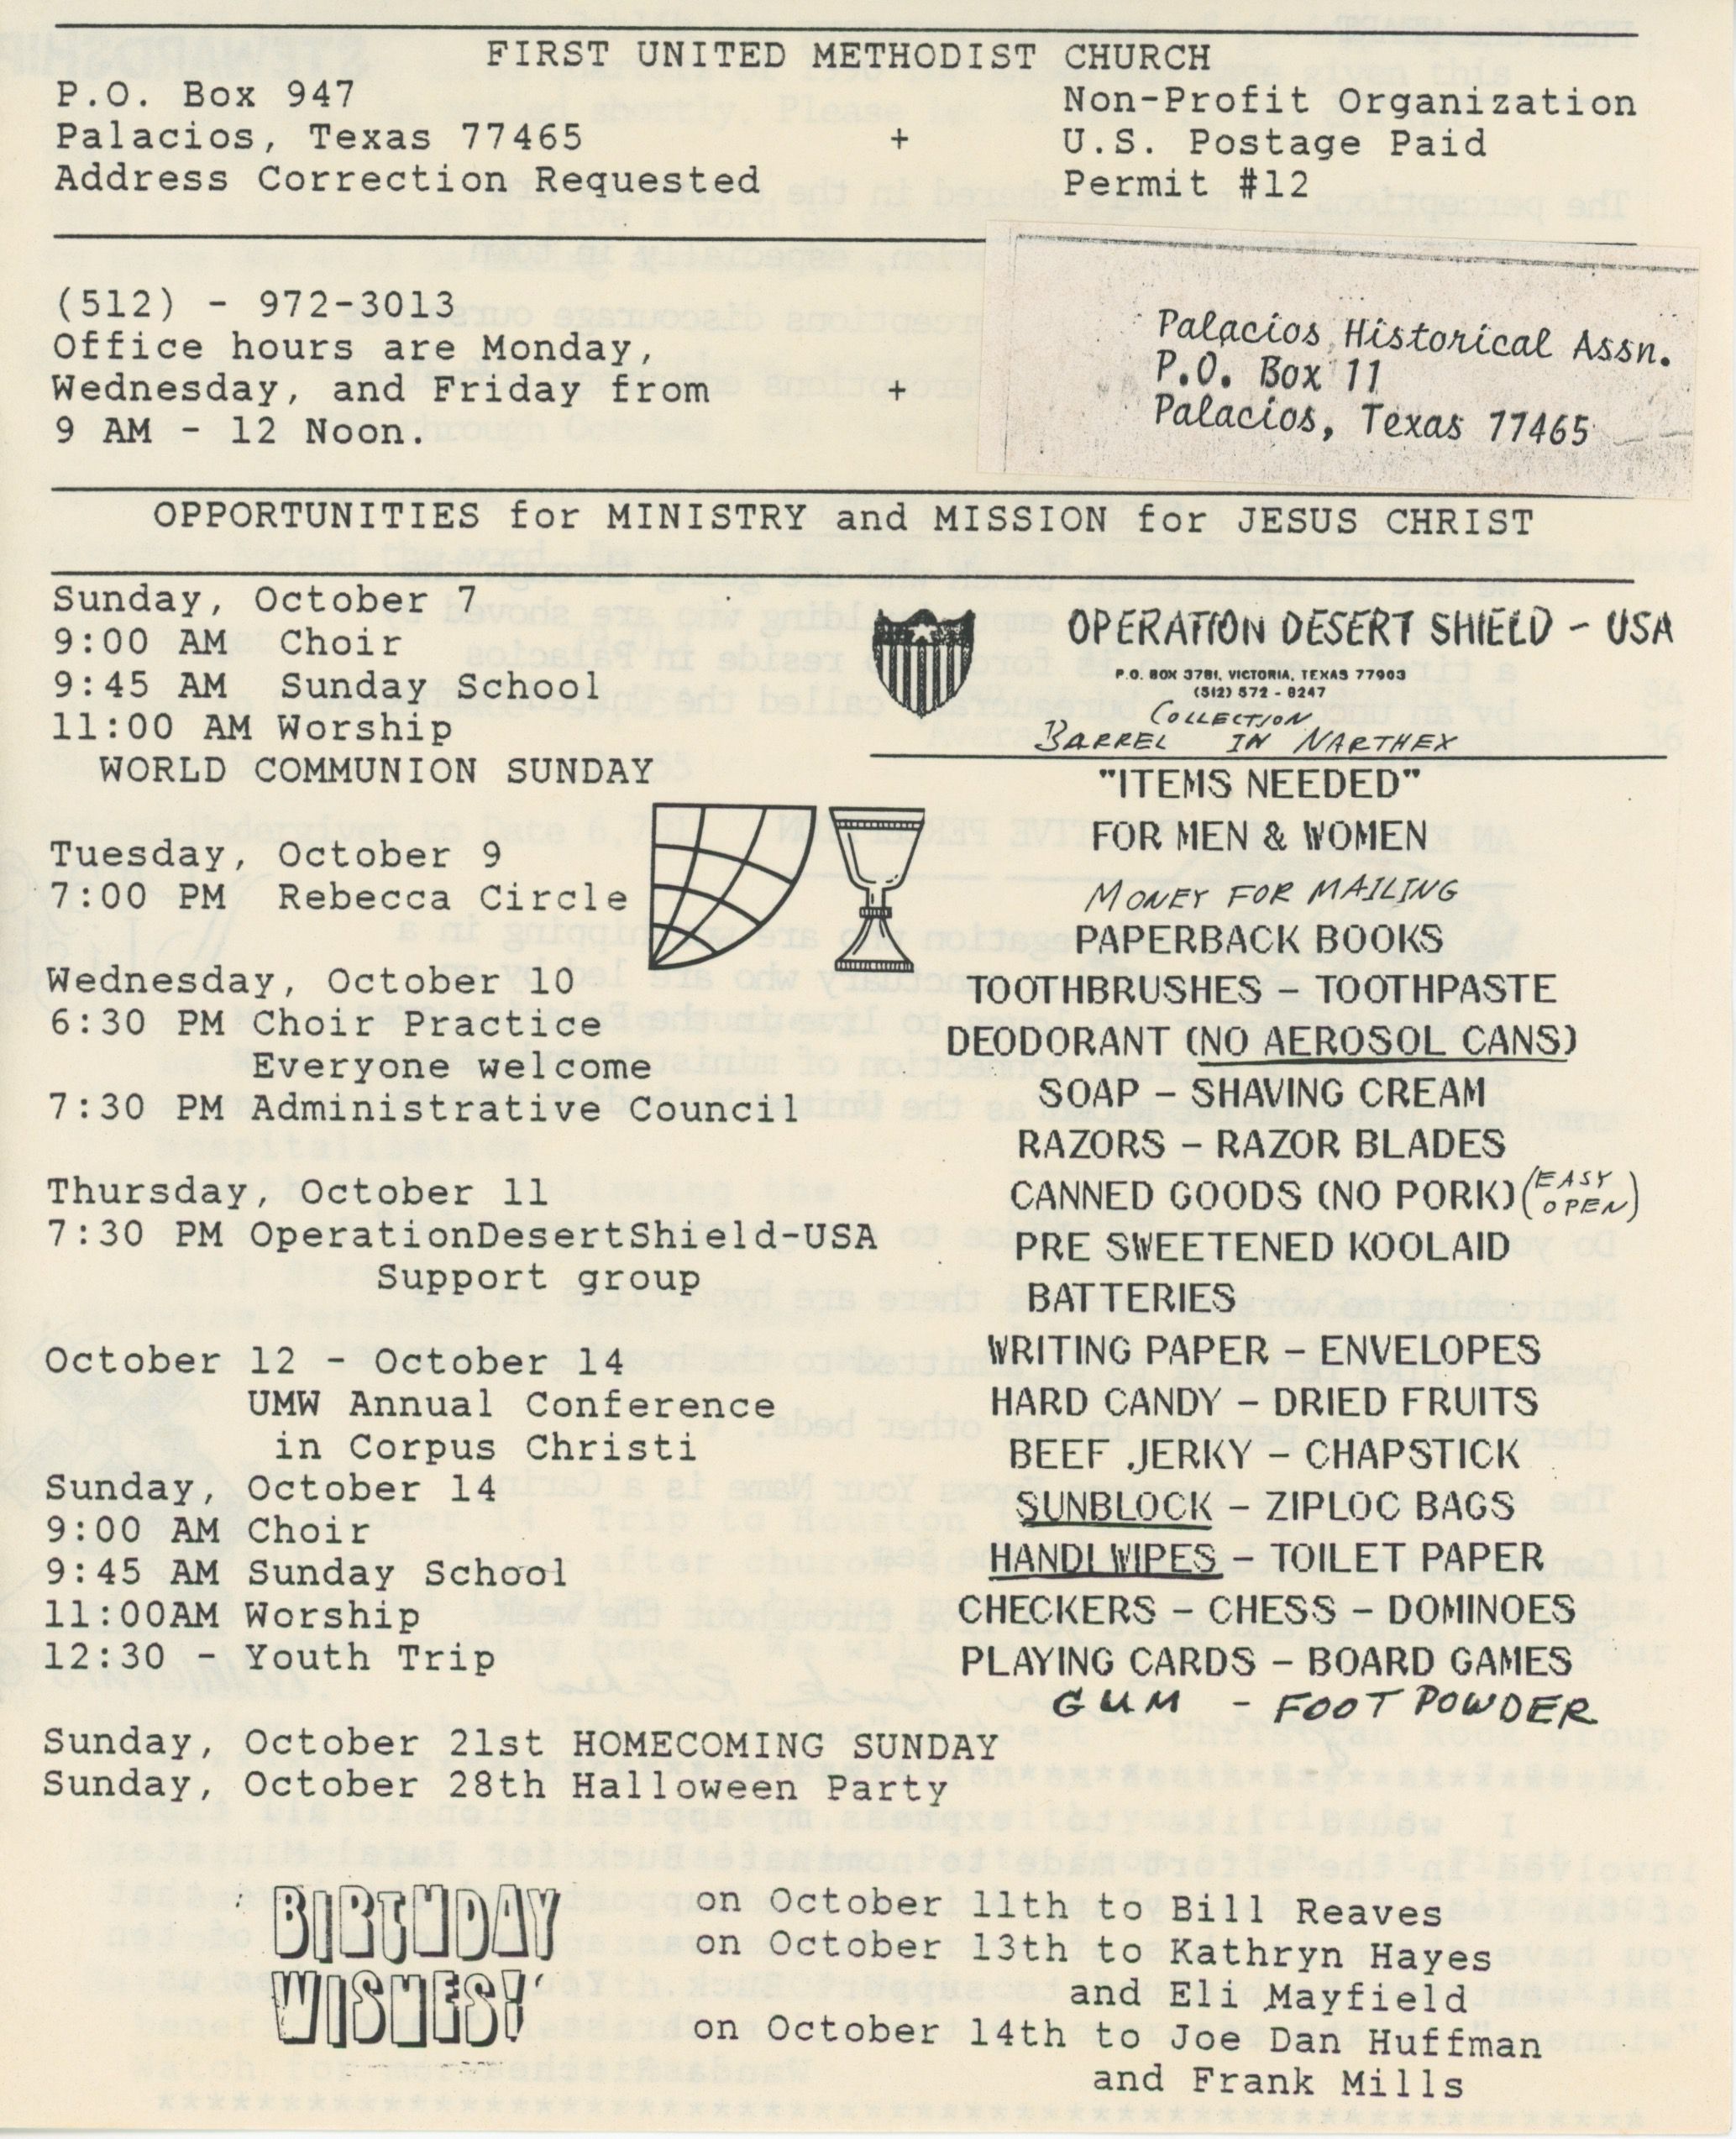 FIRST UNITED METHODIST CHURCH
P.O. Box 947
Palacios, Texas 77465
Address Correction Requested
+
Non-Profit Organization
U.S. Postage Paid
Permit #12
(512) - 972-3013
Office hours are Monday,
Wednesday, and Friday from
9 AM - 12 Noon.
+
Palacios Historical Assn.
P.O. Box 11
Palacios, Texas 77465
OPPORTUNITIES for MINISTRY and MISSION for JESUS CHRIST
Sunday, October 7
9:00 AM Choir
9:45 AM Sunday School
11:00 AM Worship
WORLD COMMUNION SUNDAY
Tuesday, October 9
7:00 PM Rebecca Circle
Wednesday, October 10
6:30 PM Choir Practice
Everyone welcome
7:30 PM Administrative Council
Thursday, October 11
7:30 PM OperationDesertShield-USA
Support group
October 12 - October 14
UMW Annual Conference
in Corpus Christi
Sunday, October 14
9:00 AM Choir
9:45 AM Sunday School
11:00AM Worship
12:30 - Youth Trip
Sunday, October 21st HOMECOMING SUNDAY
Sunday, October 28th Halloween Party
OPERATION DESERT SHIELD - USA
P.O. BOX 3781, VICTORIA, TEXAS 77903
(512) 572 - 8247
COLLECTION
BARREL IN NARTHEX
"ITEMS NEEDED"
FOR MEN & WOMEN
MONEY FOR MAILING
PAPERBACK BOOKS
TOOTHBRUSHES - TOOTHPASTE
DEODORANT (NO AEROSOL CANS)
SOAP - SHAVING CREAM
RAZORS - RAZOR BLADES
CANNED GOODS (NO PORK) (EASY OPEN)
PRE SWEETENED KOOLAID
BATTERIES
WRITING PAPER - ENVELOPES
HARD CANDY - DRIED FRUITS
BEEF JERKY - CHAPSTICK
SUNBLOCK - ZIPLOC BAGS
HANDI WIPES - TOILET PAPER
CHECKERS - CHESS - DOMINOES
PLAYING CARDS - BOARD GAMES
GUM - FOOT POWDER
BIRTHDAY
WISHES!
on October 11th to Bill Reaves
on October 13th to Kathryn Hayes
and Eli Mayfield
on October 14th to Joe Dan Huffman
and Frank Mills